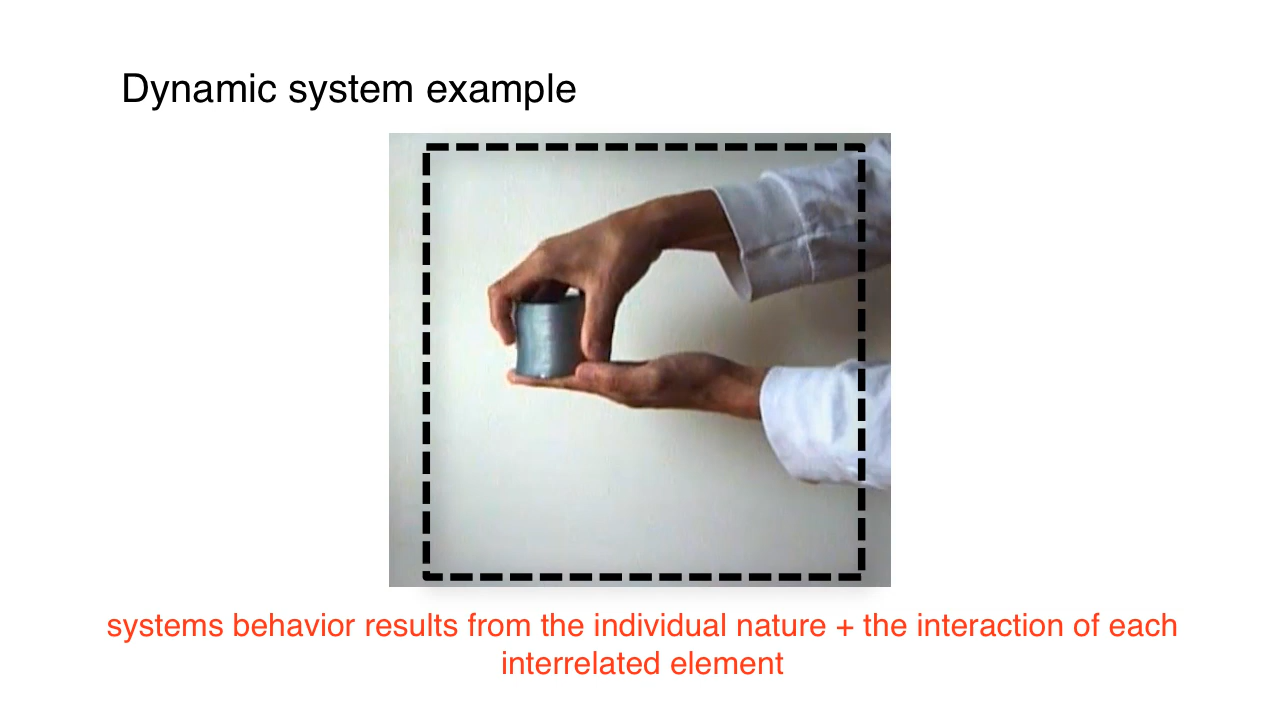 Dynamic system example
systems behavior results from the individual nature + the interaction of each
interrelated element